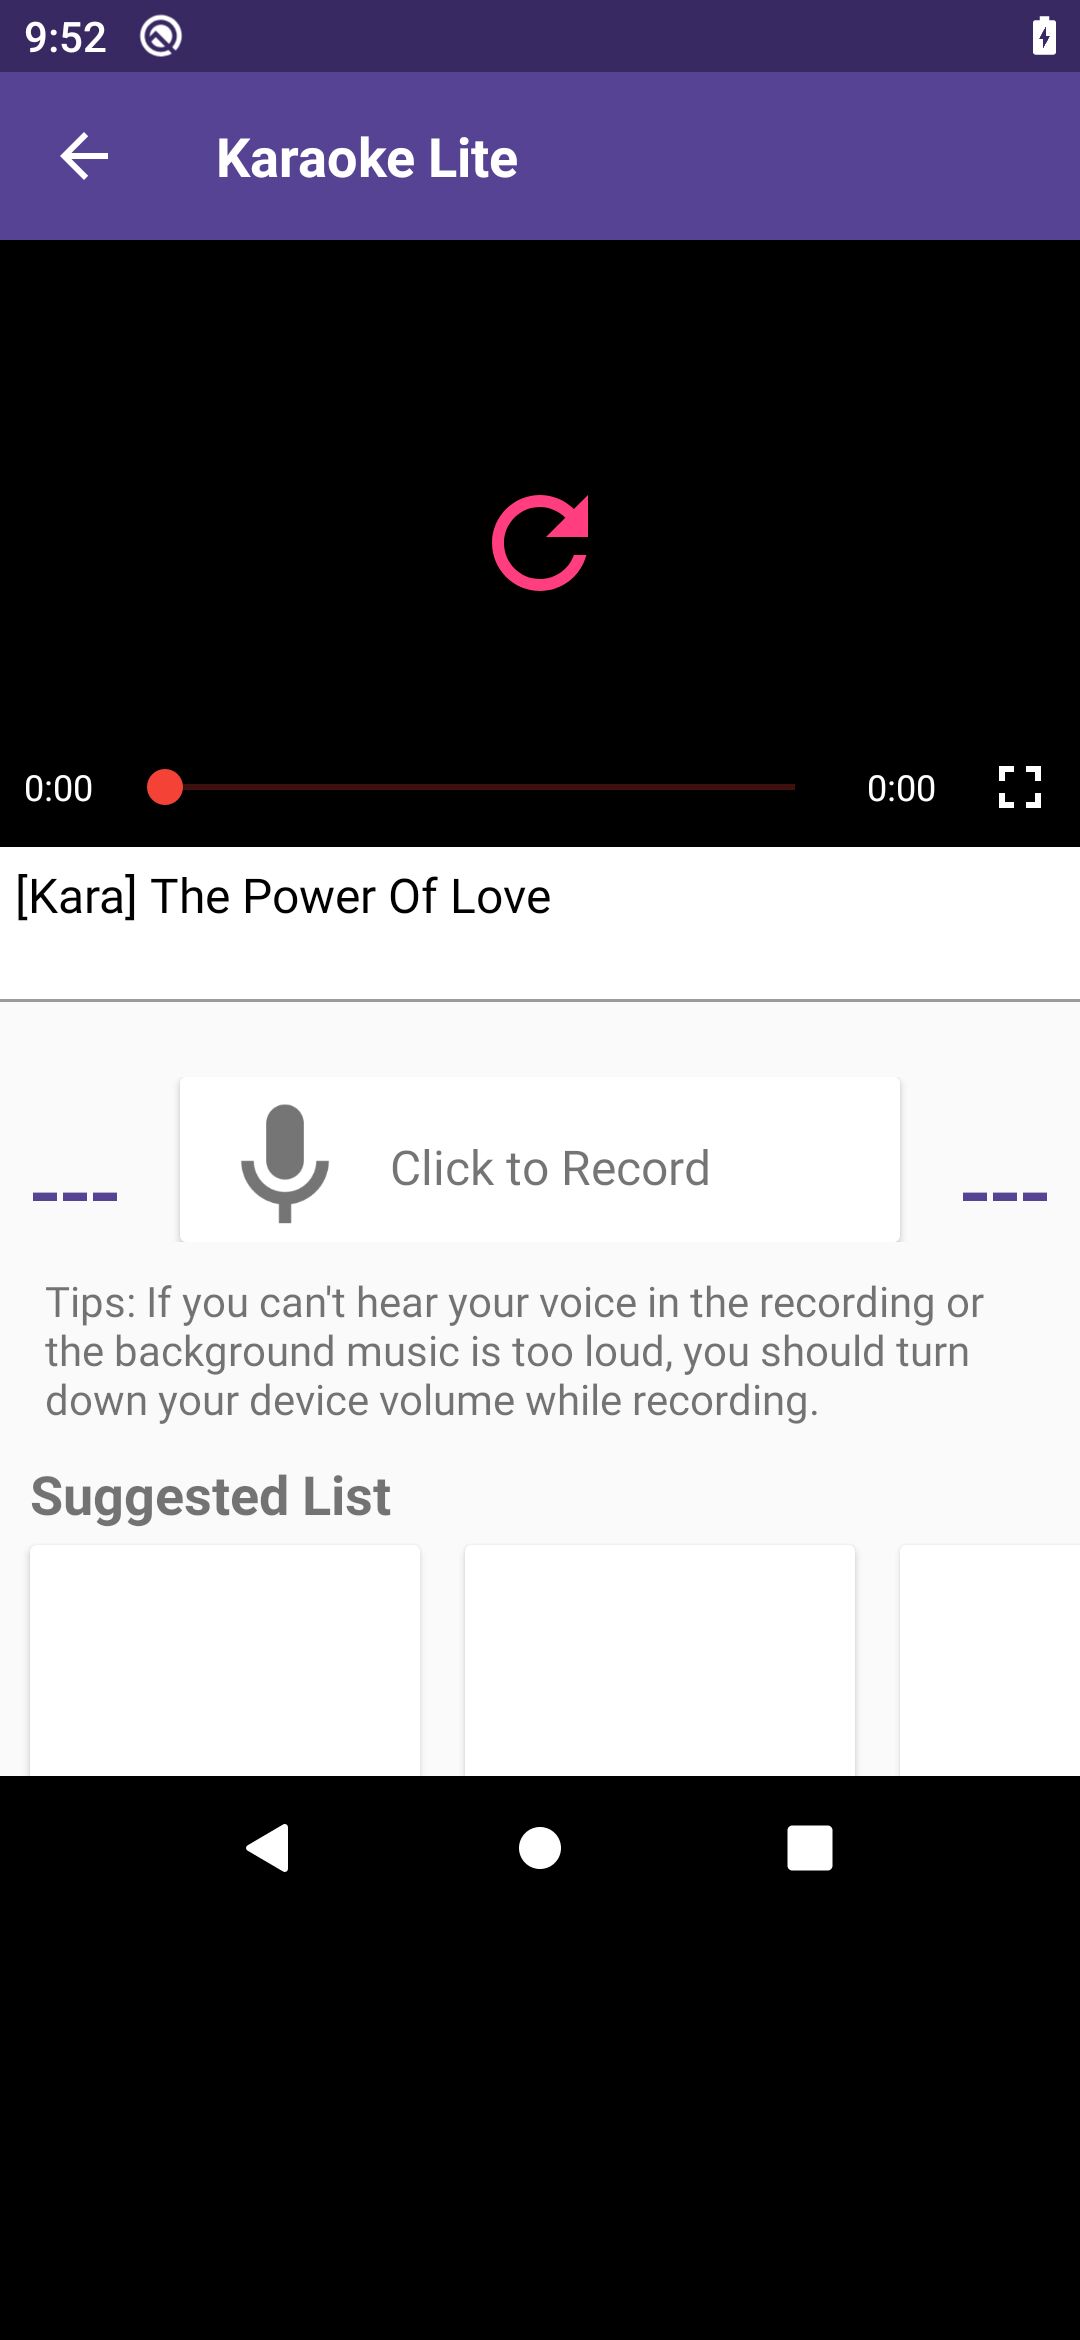 9:52
Karaoke Lite
0:00
0:00
[Kara] The Power Of Love
---
Click to Record
---
Tips: If you can't hear your voice in the recording or
the background music is too loud, you should turn
down your device volume while recording.
Suggested List